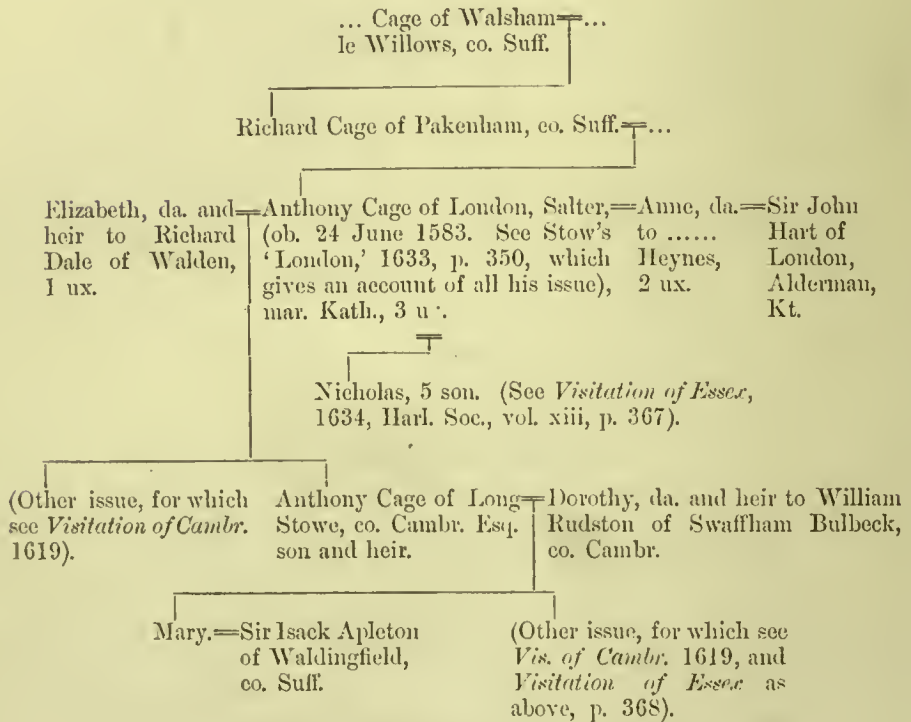 ... Cage of Walsham=...
le Willows, co. Suff.
Richard Cage of Pakenham, co. Suff.=...
Elizabeth, da. and
heir to Richard
Dale of Walden,
1 ux.
=Anthony Cage of London, Salter,=
(ob. 24 June 1583. See Stow's
'London,' 1633, p. 350, which
gives an account of all his issue),
mar. Kath., 3 u .
Anne, da.=
to ......
Heynes,
2 ux.
Sir John
Hart of
London,
Alderman,
Kt.
Nicholas, 5 son. (See Visitation of Essex,
1634, Harl. Soc., vol. xiii, p. 367).
(Other issue, for which
see Visitation of Cambr.
1619).
Anthony Cage of Long=
Stowe, co. Cambr. Esq.
son and heir.
Dorothy, da. and heir to William
Rudston of Swaffham Bulbeck,
co. Cambr.
Mary.=Sir Isack Apleton
of Waldingfield,
co. Suff.
(Other issue, for which see
Vis. of Cambr. 1619, and
Visitation of Essex as
above, p. 368).